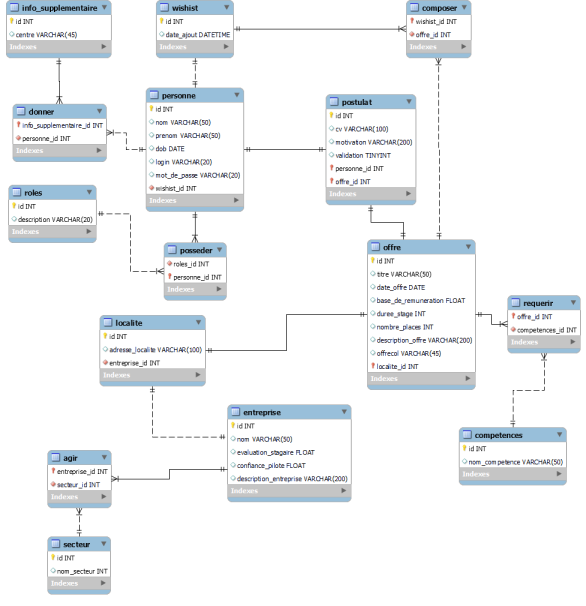 info_supplementaire
id INT
centre VARCHAR(45)
Indexes
wishist
id INT
date_ajout DATETIME
Indexes
composer
wishist_id INT
offre_id INT
Indexes
donner
info_supplementaire_id INT
personne_id INT
Indexes
personne
id INT
nom VARCHAR(50)
prenom VARCHAR(50)
dob DATE
login VARCHAR(20)
mot_de_passe VARCHAR(20)
wishist_id INT
Indexes
postulat
id INT
cv VARCHAR(100)
motivation VARCHAR(200)
validation TINYINT
personne_id INT
offre_id INT
Indexes
roles
id INT
description VARCHAR(20)
Indexes
posseder
roles_id INT
personne_id INT
Indexes
offre
id INT
titre VARCHAR(50)
date_offre DATE
base_de_remuneration FLOAT
duree_stage INT
nombre_places INT
description_offre VARCHAR(200)
offrecol VARCHAR(45)
localite_id INT
Indexes
requerir
offre_id INT
competences_id INT
Indexes
localite
id INT
adresse_localite VARCHAR(100)
entreprise_id INT
Indexes
entreprise
id INT
nom VARCHAR(50)
evaluation_stagaire FLOAT
confiance_pilote FLOAT
description_entreprise VARCHAR(200)
Indexes
competences
id INT
nom_competence VARCHAR(50)
Indexes
agir
entreprise_id INT
secteur_id INT
Indexes
secteur
id INT
nom_secteur INT
Indexes